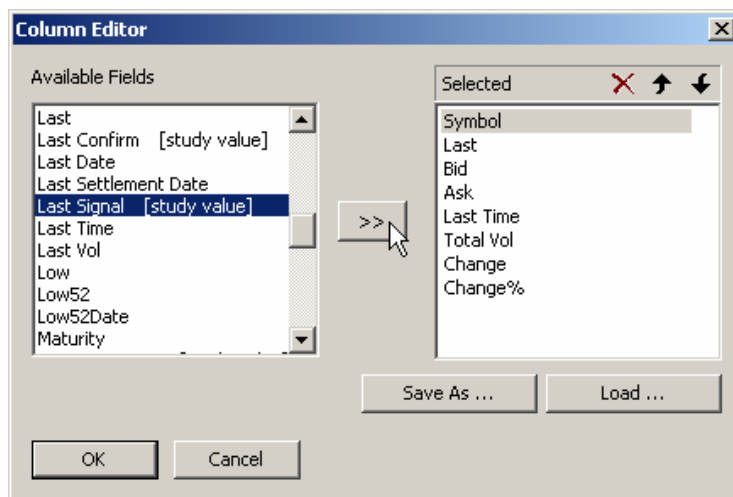 Column Editor
Available Fields
Last
Last Confirm [study value]
Last Date
Last Settlement Date
Last Signal [study value]
Last Time
Last Vol
Low
Low52
Low52Date
Maturity
>>
Selected
Symbol
Last
Bid
Ask
Last Time
Total Vol
Change
Change%
Save As ...
Load ...
OK
Cancel